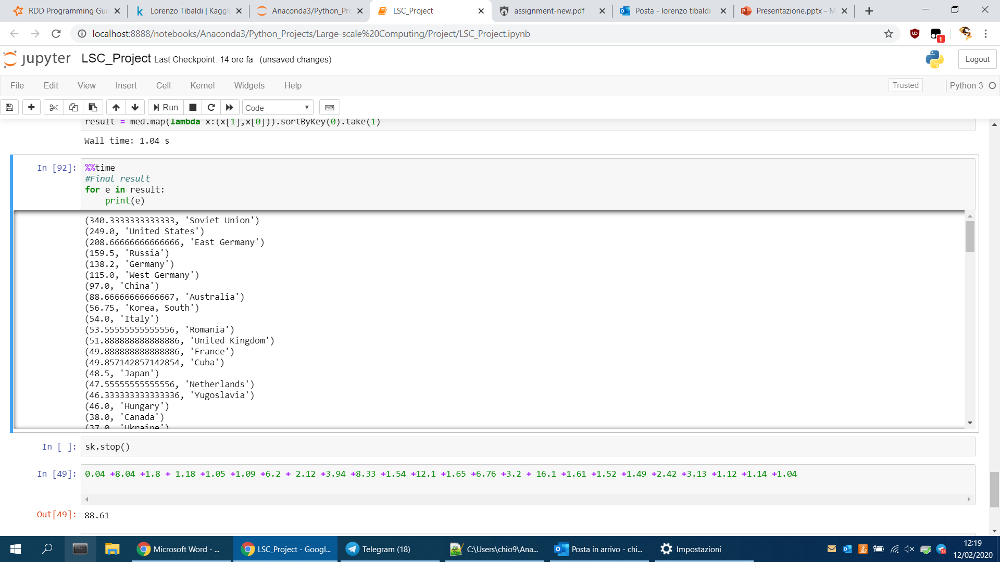 RDD Programming Gui
Lorenzo Tibaldi | Kaggle
Anaconda3/Python_Pro
LSC_Project
assignment-new.pdf
Posta - lorenzo tibaldi -
Presentazione.pptx - M
localhost:8888/notebooks/Anaconda3/Python_Projects/Large-scale%20Computing/Project/LSC_Project.ipynb
1
jupyter LSC_Project Last Checkpoint: 14 ore fa (unsaved changes)
Logout
File Edit View Insert Cell Kernel Widgets Help
Trusted
Python 3
Run
Code
result = med.map(lambda x:(x[1],x[0])).sortByKey(0).take(1)
Wall time: 1.04 s
In [92]: %%time
#Final result
for e in result:
print(e)
(340.3333333333333, 'Soviet Union')
(249.0, 'United States')
(208.66666666666666, 'East Germany')
(159.5, 'Russia')
(138.2, 'Germany')
(115.0, 'West Germany')
(97.0, 'China')
(88.66666666666667, 'Australia')
(56.75, 'Korea, South')
(54.0, 'Italy')
(53.55555555555556, 'Romania')
(51.888888888888886, 'United Kingdom')
(49.888888888888886, 'France')
(49.857142857142854, 'Cuba')
(48.5, 'Japan')
(47.55555555555556, 'Netherlands')
(46.333333333333336, 'Yugoslavia')
(46.0, 'Hungary')
(38.0, 'Canada')
(37.0, 'Ukraine')
In [ ]: sk.stop()
In [49]: 0.04 +8.04 +1.8 + 1.18 +1.05 +1.09 +6.2 + 2.12 +3.94 +8.33 +1.54 +12.1 +1.65 +6.76 +3.2 + 16.1 +1.61 +1.52 +1.49 +2.42 +3.13 +1.12 +1.14 +1.04
Out[49]: 88.61
Microsoft Word - ...
LSC_Project - Googl...
Telegram (18)
C:\Users\chio9\Ana...
Posta in arrivo - chi...
Impostazioni
12:19
12/02/2020